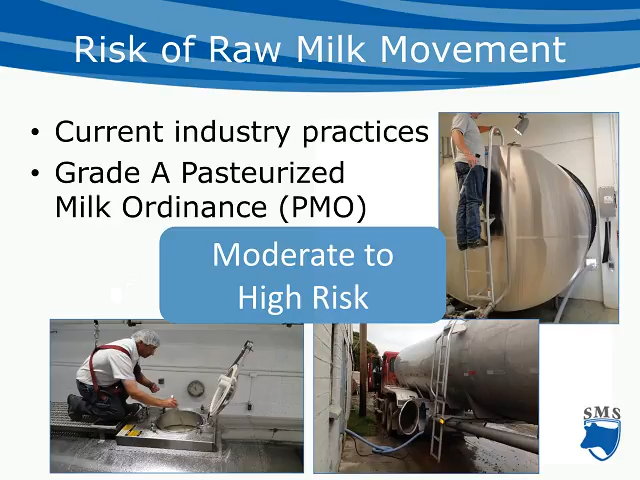 Risk of Raw Milk Movement
• Current industry practices
• Grade A Pasteurized
Milk Ordinance (PMO)
Moderate to
High Risk
SMS